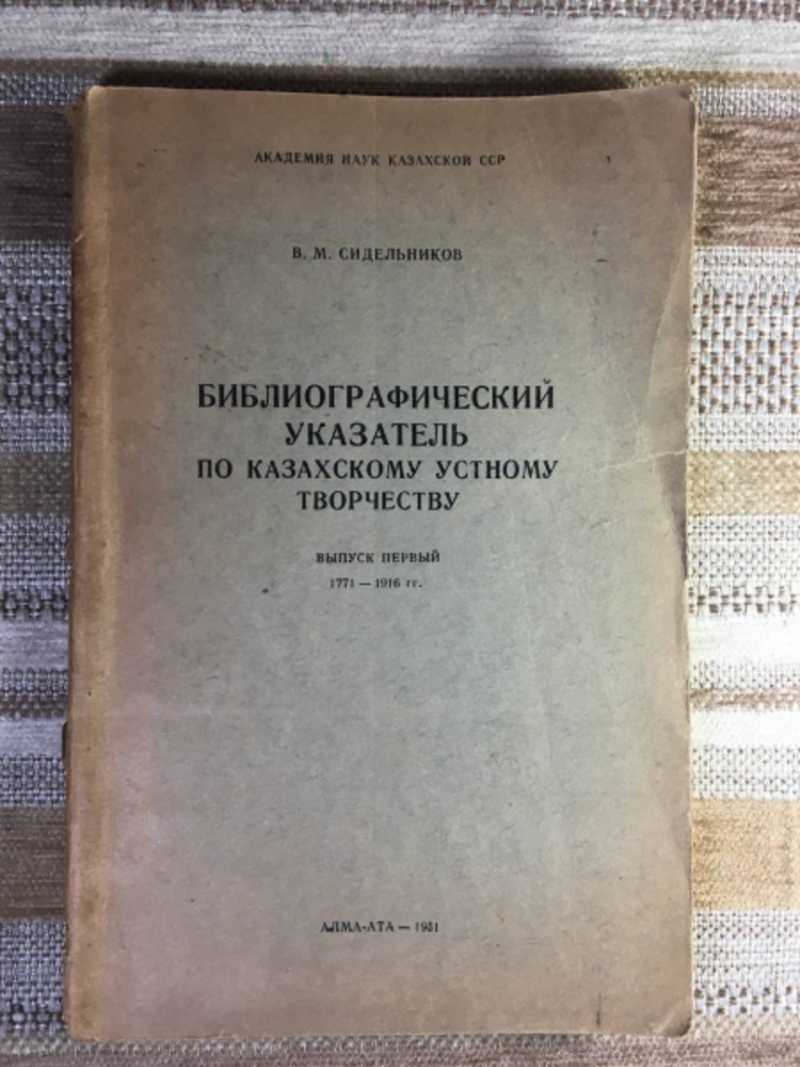 АКАДЕМИЯ НАУК КАЗАХСКОЙ ССР
В. М. СИДЕЛЬНИКОВ
БИБЛИОГРАФИЧЕСКИЙ
УКАЗАТЕЛЬ
ПО КАЗАХСКОМУ УСТНОМУ
ТВОРЧЕСТВУ
ВЫПУСК ПЕРВЫЙ
1771 — 1916 гг.
АЛМА-АТА — 1951